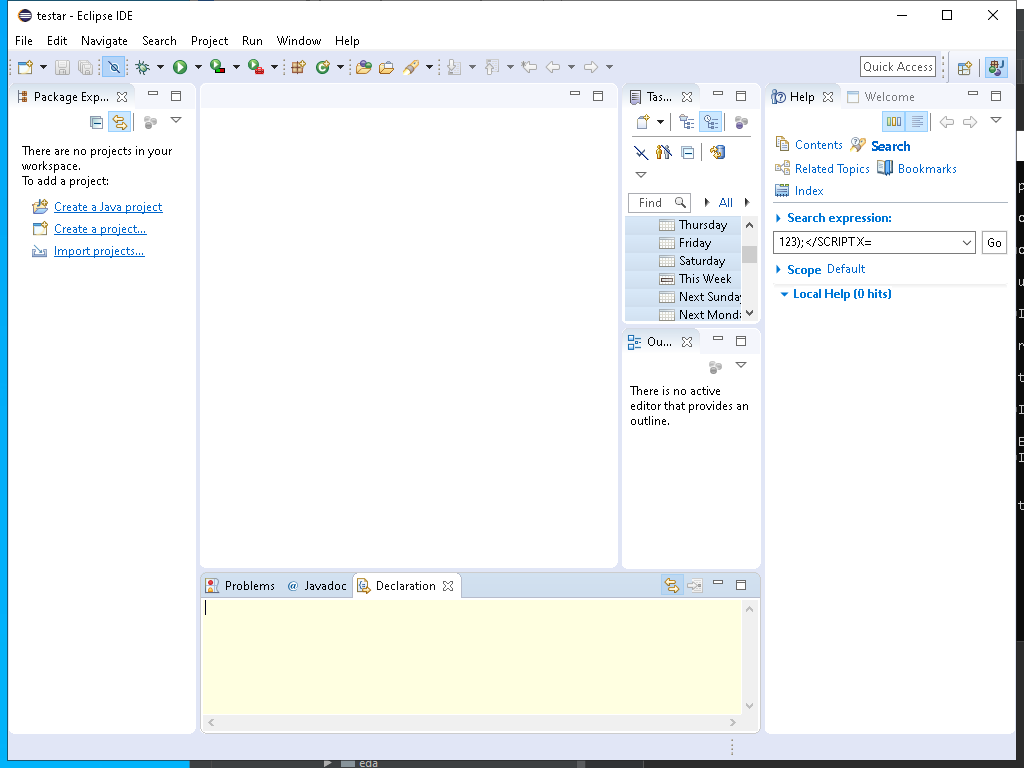 testar - Eclipse IDE
File Edit Navigate Search Project Run Window Help
Quick Access
Package Exp...
There are no projects in your
workspace.
To add a project:
Create a Java project
Create a project...
Import projects...
Tas...
Find
All
Thursday
Friday
Saturday
This Week
Next Sunday
Next Mond
Ou...
There is no active
editor that provides an
outline.
Help Welcome
Contents Search
Related Topics Bookmarks
Index
Search expression:
123);</SCRIPT X=
Go
Scope Default
Local Help (0 hits)
Problems @ Javadoc Declaration
eda